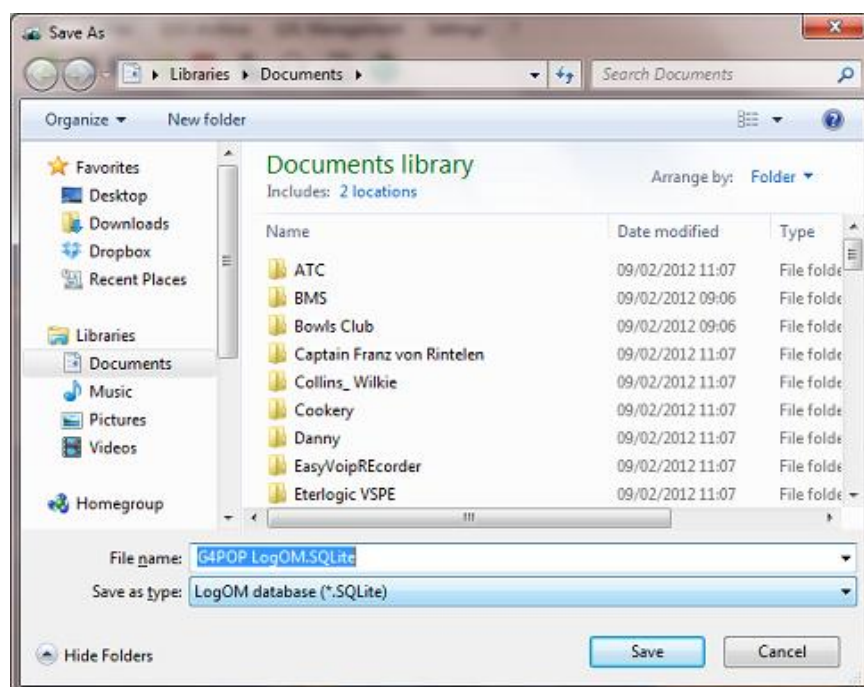 Save As
Libraries Documents
Search Documents
Organize
New folder
Favorites
Desktop
Downloads
Dropbox
Recent Places
Libraries
Documents
Music
Pictures
Videos
Homegroup
Documents library
Includes: 2 locations
Arrange by: Folder
Name Date modified Type
ATC 09/02/2012 11:07 File folde
BMS 09/02/2012 09:06 File folde
Bowls Club 09/02/2012 09:06 File folde
Captain Franz von Rintelen 09/02/2012 11:07 File folde
Collins_ Wilkie 09/02/2012 11:07 File folde
Cookery 09/02/2012 11:07 File folde
Danny 09/02/2012 11:07 File folde
EasyVoipREcorder 09/02/2012 11:07 File folde
Eterlogic VSPE 09/02/2012 11:07 File folde
File name: G4POP LogOM.SQLite
Save as type: LogOM database (*.SQLite)
Hide Folders
Save
Cancel